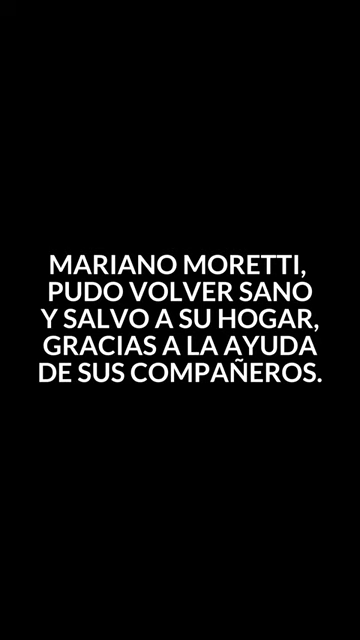 MARIANO MORETTI,
PUDO VOLVER SANO
Y SALVO A SU HOGAR,
GRACIAS A LA AYUDA
DE SUS COMPAÑEROS.